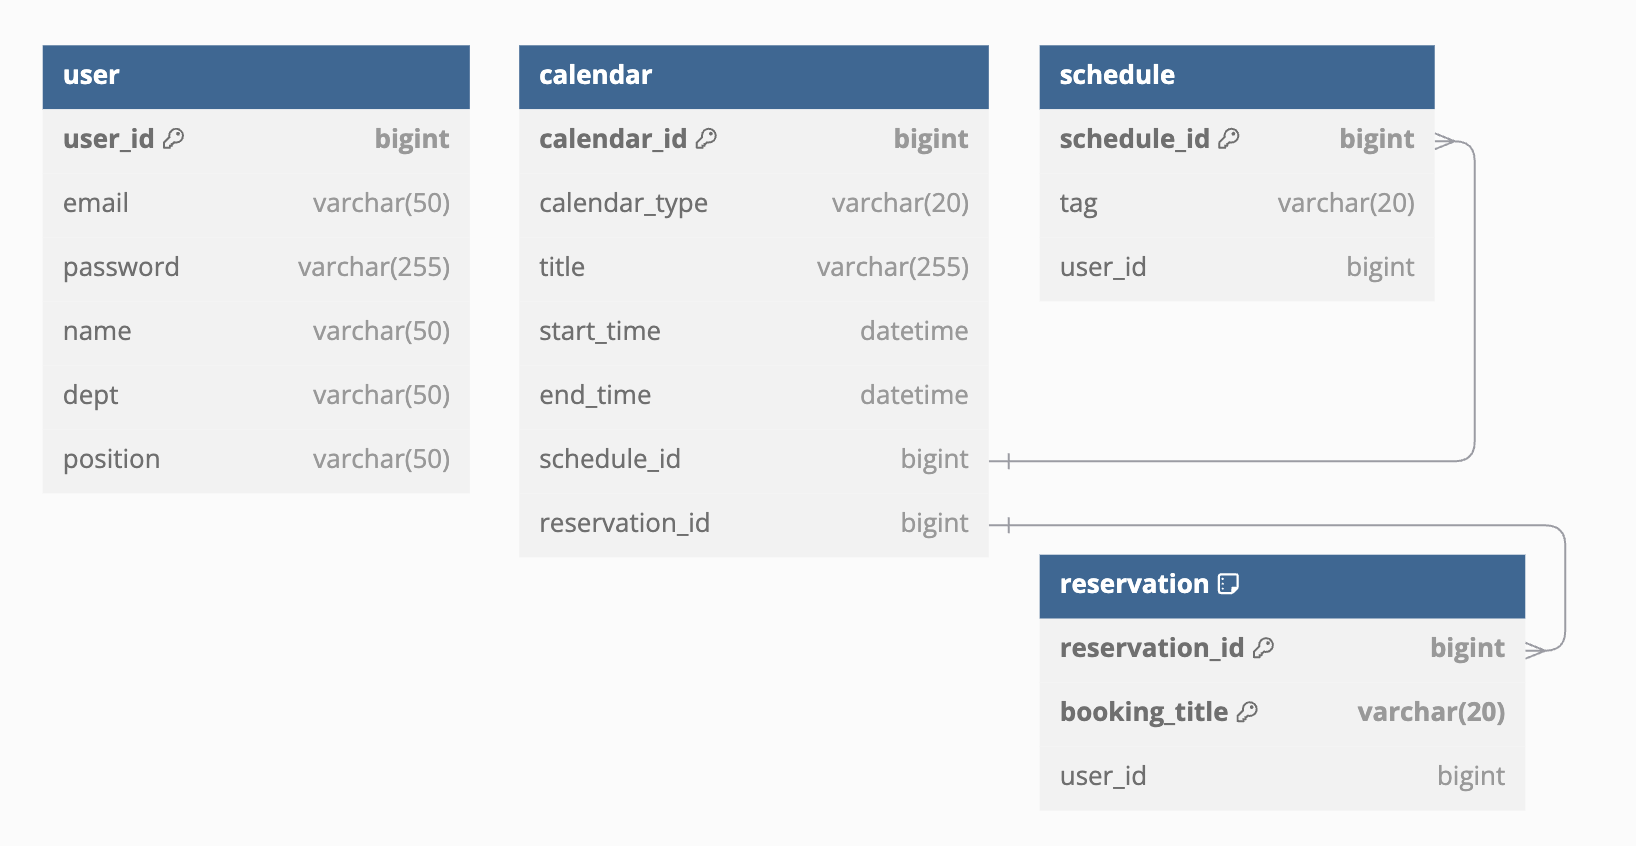 user
user_id bigint
email varchar(50)
password varchar(255)
name varchar(50)
dept varchar(50)
position varchar(50)
calendar
calendar_id bigint
calendar_type varchar(20)
title varchar(255)
start_time datetime
end_time datetime
schedule_id bigint
reservation_id bigint
schedule
schedule_id bigint
tag varchar(20)
user_id bigint
reservation
reservation_id bigint
booking_title varchar(20)
user_id bigint